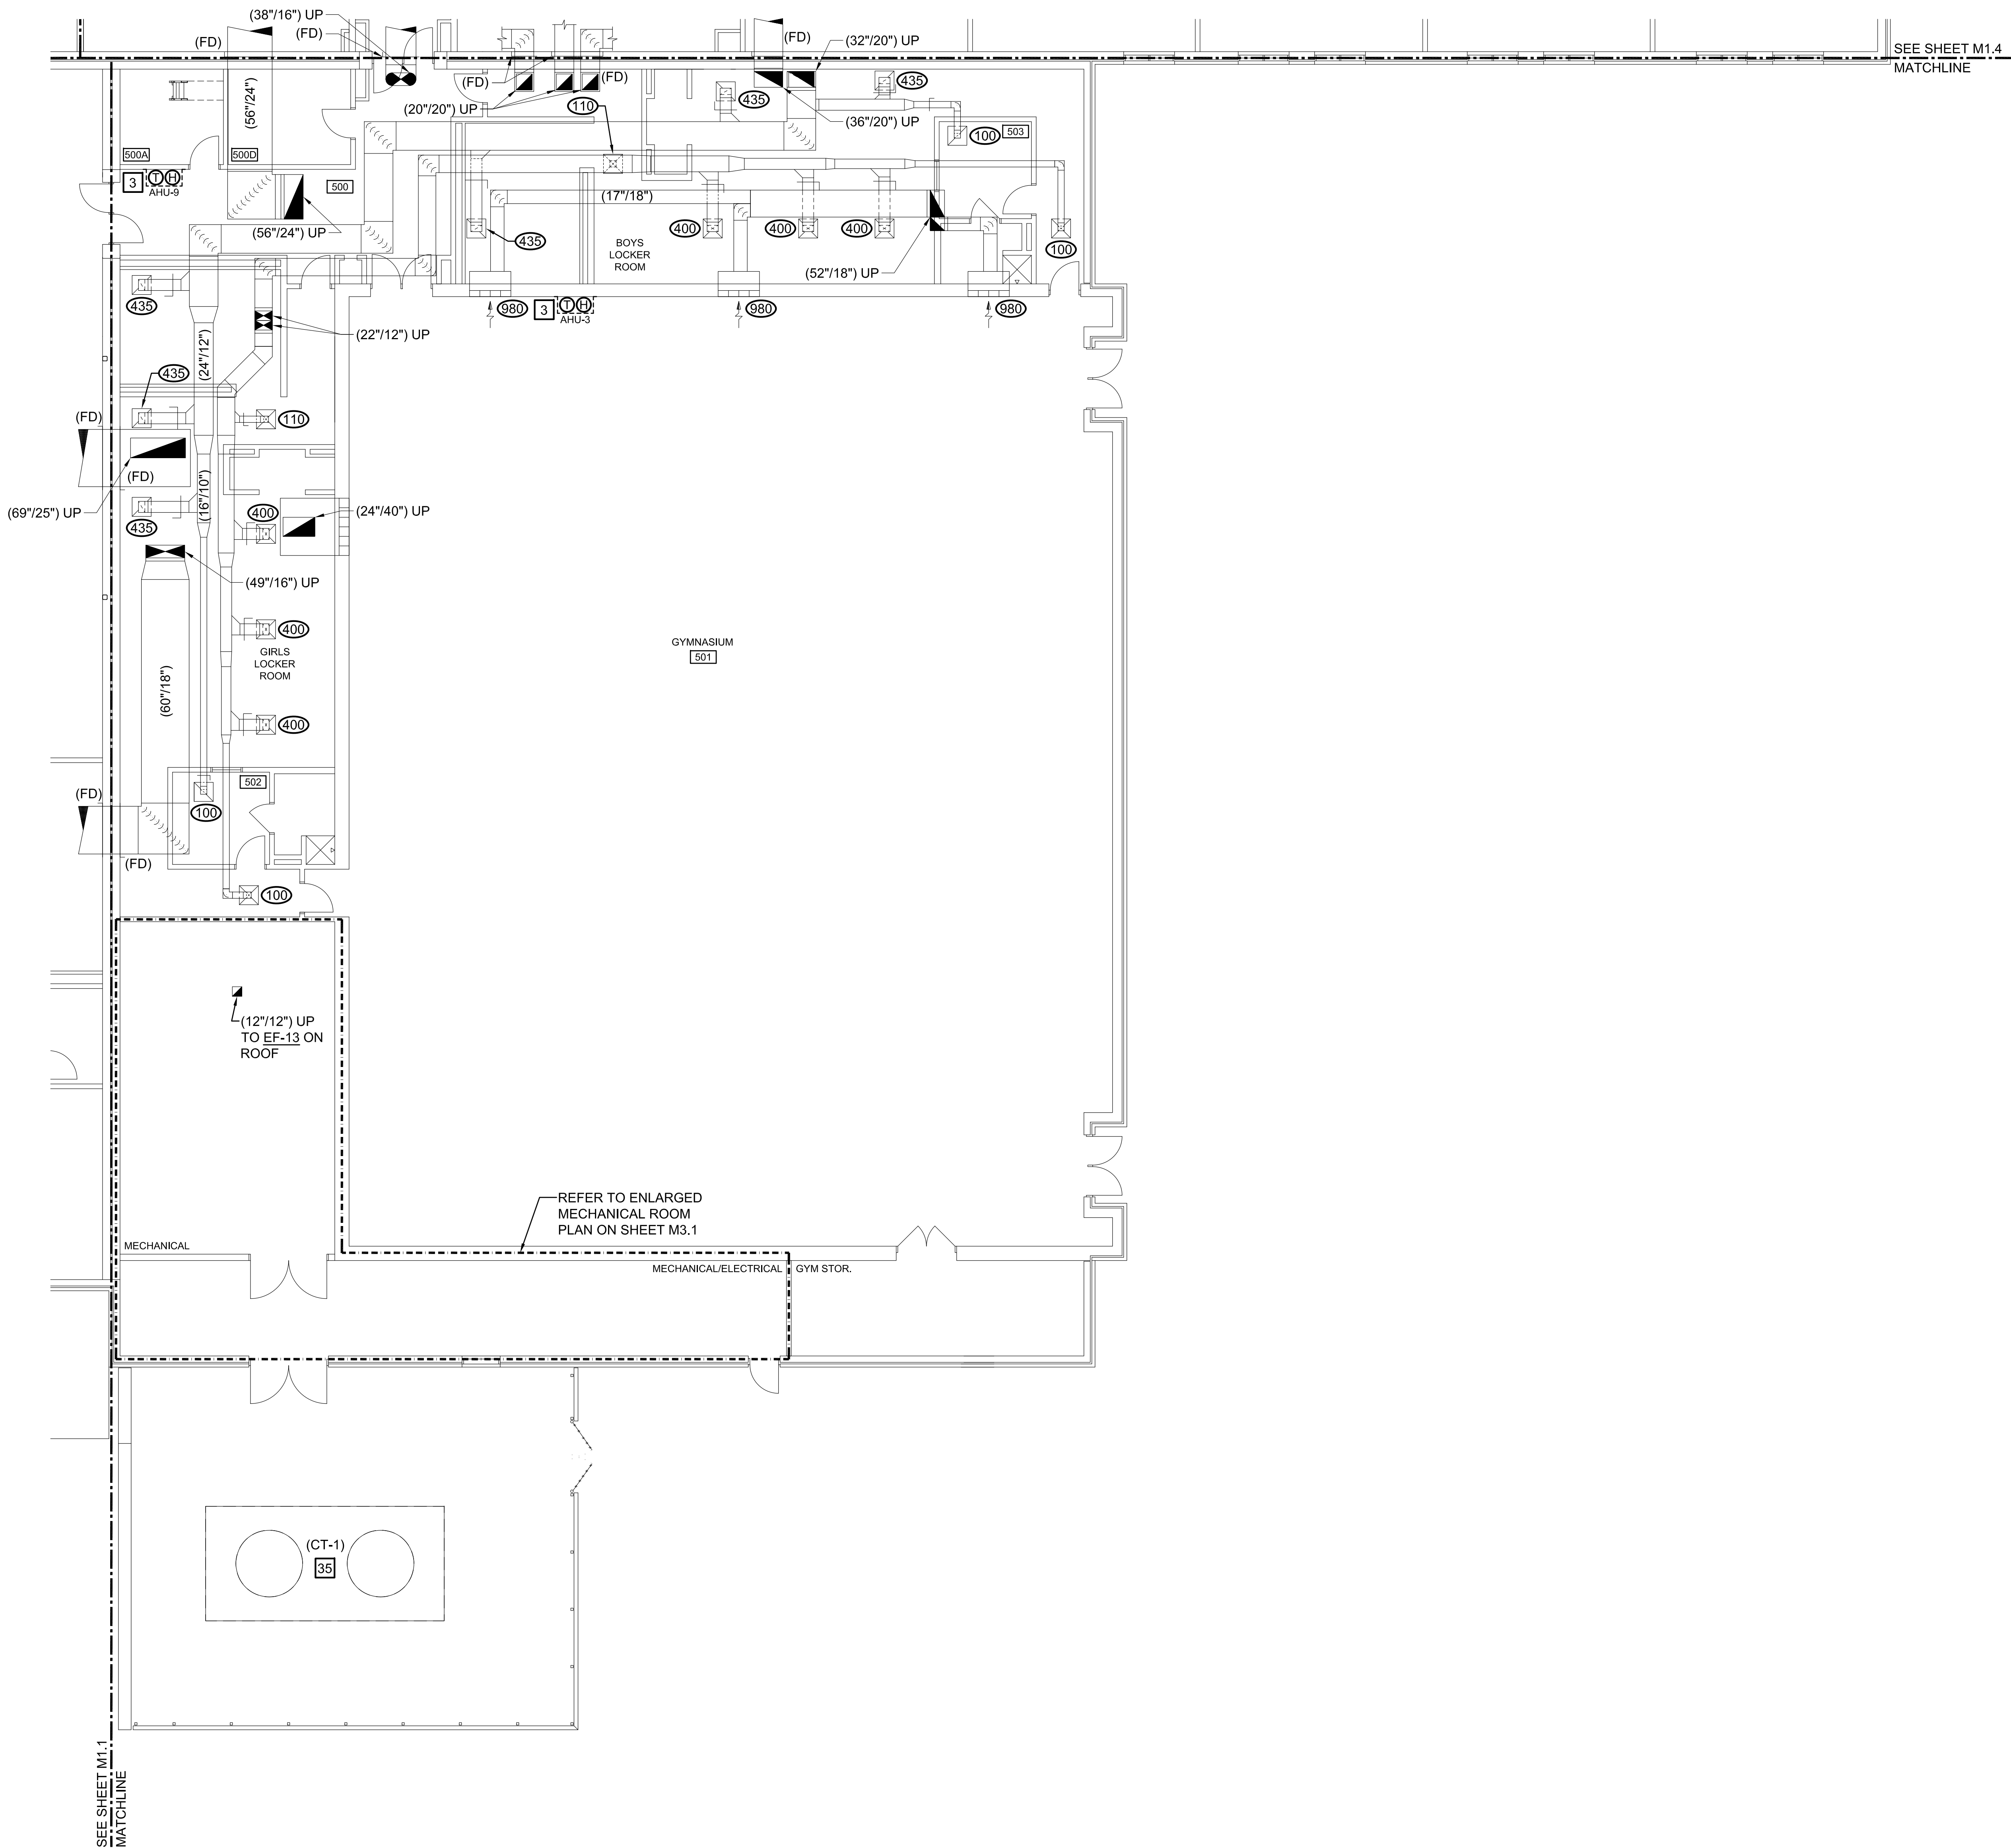 (38"/16") UP
(FD)
(FD)
(FD)
(32"/20") UP
SEE SHEET M1.4
MATCHLINE
(56"/24")
(FD)
(FD)
435
435
(20"/20") UP
110
(36"/20") UP
100
503
500A
500D
3
T
H
AHU-9
500
(17"/18")
(56"/24") UP
435
BOYS
LOCKER
ROOM
400
400
400
100
(52"/18") UP
435
980
3
T
H
AHU-3
980
980
(22"/12") UP
(24"/12")
435
(FD)
110
(FD)
(16"/10")
(69"/25") UP
435
400
(24"/40") UP
(49"/16") UP
400
GIRLS
LOCKER
ROOM
GYMNASIUM
501
(60"/18")
400
502
(FD)
100
(FD)
100
(12"/12") UP
TO EF-13 ON
ROOF
REFER TO ENLARGED
MECHANICAL ROOM
PLAN ON SHEET M3.1
MECHANICAL
MECHANICAL/ELECTRICAL
GYM STOR.
(CT-1)
35
SEE SHEET M1.1
MATCHLINE